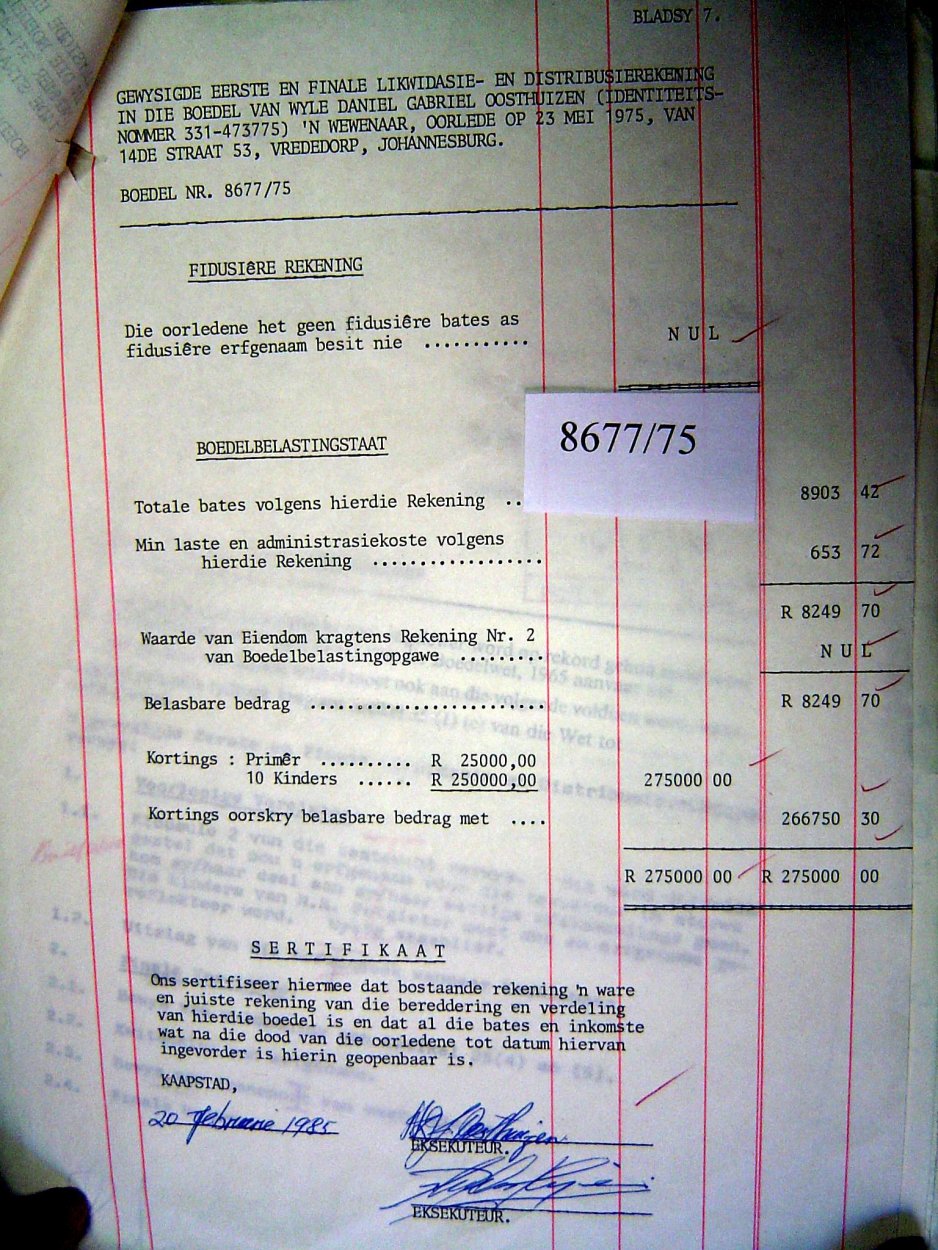 BLADSY 7.
GEWYSIGDE EERSTE EN FINALE LIKWIDASIE- EN DISTRIBUSIEREKENING
IN DIE BOEDEL VAN WYLE DANIEL GABRIEL OOSTHUIZEN (IDENTITEITS-
NOMMER 331-473775) 'N WEWENAAR, OORLEDE OP 23 MEI 1975, VAN
14DE STRAAT 53, VREDEDORP, JOHANNESBURG.
BOEDEL NR. 8677/75
FIDUSIêRE REKENING
Die oorledene het geen fidusiêre bates as
fidusiêre erfgenaam besit nie ........... N U L
8677/75
BOEDELBELASTINGSTAAT
Totale bates volgens hierdie Rekening .. 8903 42
Min laste en administrasiekoste volgens
hierdie Rekening .................. 653 72
R 8249 70
Waarde van Eiendom kragtens Rekening Nr. 2
van Boedelbelastingopgawe ......... N U L
Belasbare bedrag ......................... R 8249 70
Kortings : Primêr .......... R 25000,00
10 Kinders ...... R 250000,00 275000 00
Kortings oorskry belasbare bedrag met .... 266750 30
R 275000 00 R 275000 00
S E R T I F I K A A T
Ons sertifiseer hiermee dat bostaande rekening 'n ware
en juiste rekening van die bereddering en verdeling
van hierdie boedel is en dat al die bates en inkomste
wat na die dood van die oorledene tot datum hiervan
ingevorder is hierin geopenbaar is.
KAAPSTAD,
20 Februarie 1985
Oosthuizen
EKSEKUTEUR.
EKSEKUTEUR.